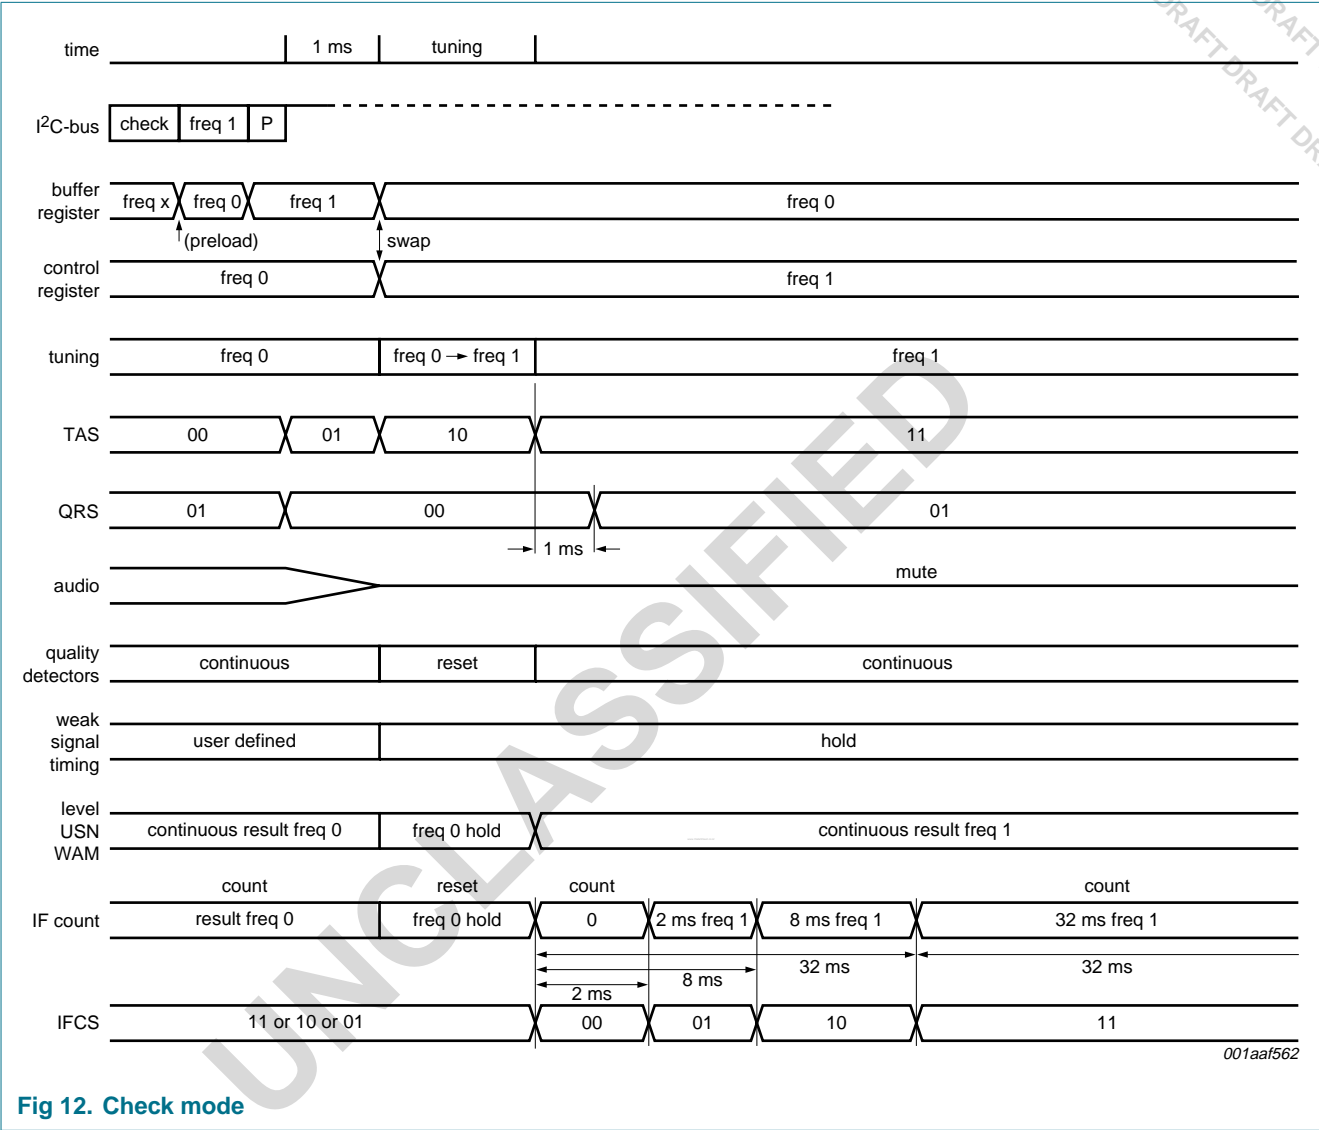 time
1 ms
tuning
I2C-bus
check
freq 1
P
buffer
register
freq x
freq 0
freq 1
freq 0
(preload)
swap
control
register
freq 0
freq 1
tuning
freq 0 → freq 1
freq 0
freq 1
TAS
00
01
10
11
QRS
01
00
01
1 ms
audio
mute
quality
detectors
continuous
reset
continuous
weak
signal
timing
user defined
hold
level
USN
WAM
continuous result freq 0
freq 0 hold
continuous result freq 1
count
reset
count
count
IF count
result freq 0
freq 0 hold
0
2 ms freq 1
8 ms freq 1
32 ms freq 1
32 ms
32 ms
8 ms
2 ms
IFCS
11 or 10 or 01
00
01
10
11
001aaf562
Fig 12. Check mode
UNCLASSIFIED
DRAFT
DRAFT DRAFT